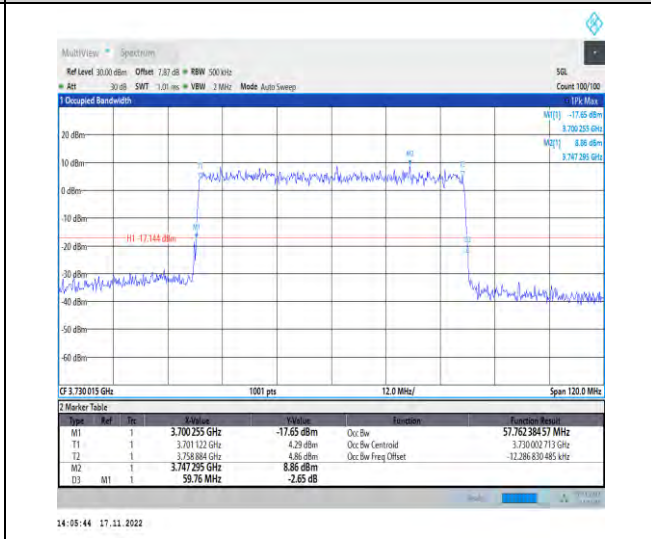 MultiView Spectrum
Ref Level 30.00 dBm Offset 7.87 dB RBW 500 kHz SGL
Att 30 dB SWT 1.01 ms VBW 2 MHz Mode Auto Sweep Count 100/100
1 Occupied Bandwidth 1Pk Max
M1[1] -17.65 dBm
3.700 255 GHz
M2[1] 8.86 dBm
3.747 295 GHz
20 dBm
10 dBm
0 dBm
-10 dBm
-20 dBm
-30 dBm
-40 dBm
-50 dBm
-60 dBm
M2
T1
M1
H1 -17.144 dBm
CF 3.730 015 GHz 1001 pts 12.0 MHz/ Span 120.0 MHz
2 Marker Table
Type Ref Trc X-Value Y-Value Function Function Result
M1 1 3.700 255 GHz -17.65 dBm Occ Bw 57.762 384 57 MHz
T1 1 3.701 122 GHz 4.29 dBm Occ Bw Centroid 3.730 002 713 GHz
T2 1 3.758 884 GHz 4.86 dBm Occ Bw Freq Offset -12.286 830 485 kHz
M2 1 3.747 295 GHz 8.86 dBm
D3 M1 1 59.76 MHz -2.65 dB
14:05:44 17.11.2022